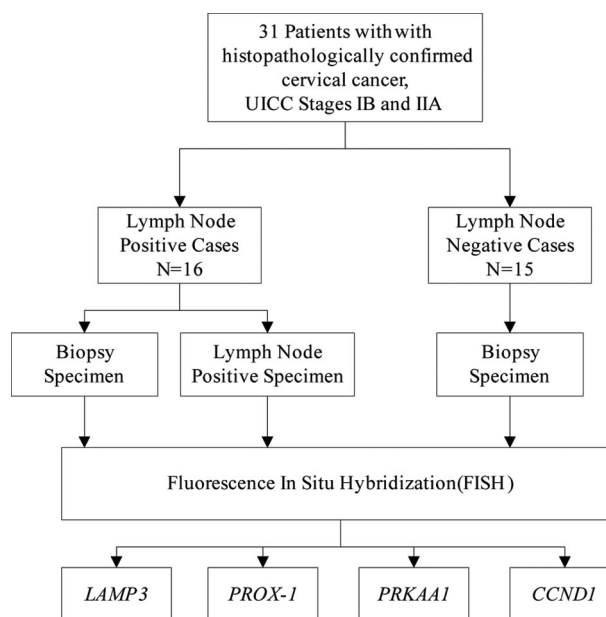 31 Patients with with
histopathologically confirmed
cervical cancer,
UICC Stages IB and IIA
Lymph Node
Positive Cases
N=16
Lymph Node
Negative Cases
N=15
Biopsy
Specimen
Lymph Node
Positive Specimen
Biopsy
Specimen
Fluorescence In Situ Hybridization(FISH)
LAMP3
PROX-1
PRKAA1
CCND1